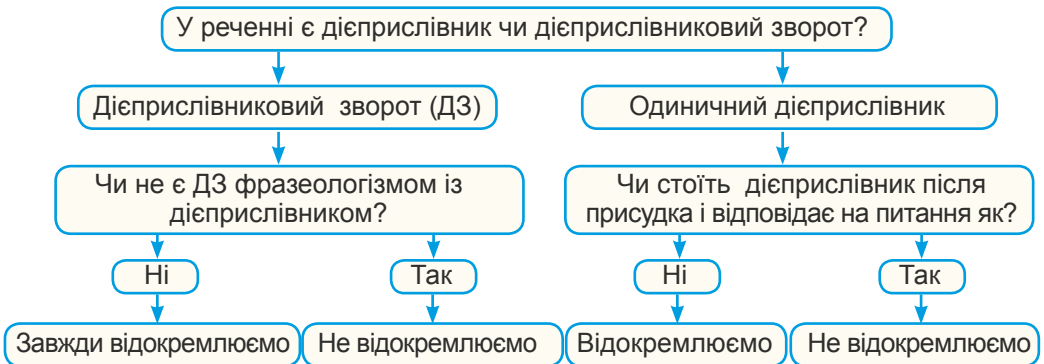 У реченні є дієприслівник чи дієприслівниковий зворот?
Дієприслівниковий зворот (ДЗ)
Одиничний дієприслівник
Чи не є ДЗ фразеологізмом із
дієприслівником?
Чи стоїть дієприслівник після
присудка і відповідає на питання як?
Ні
Так
Ні
Так
Завжди відокремлюємо
Не відокремлюємо
Відокремлюємо
Не відокремлюємо